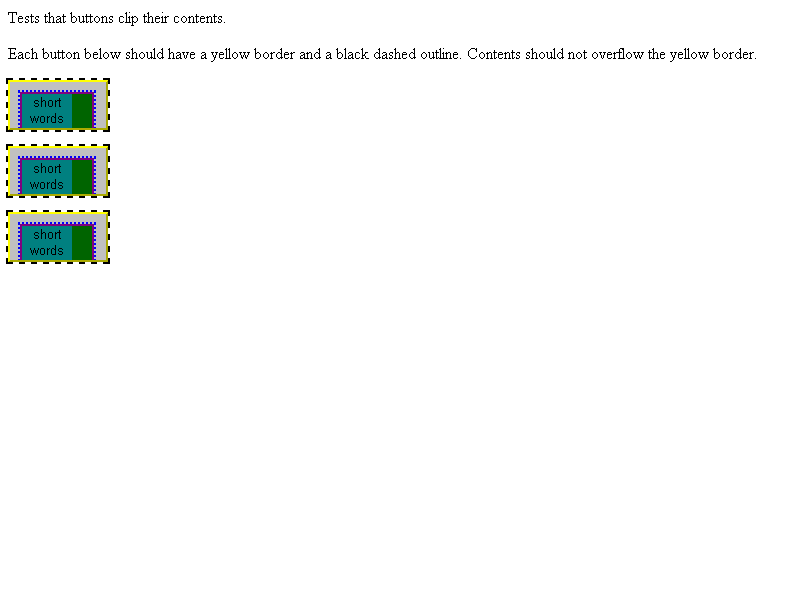 Tests that buttons clip their contents.
Each button below should have a yellow border and a black dashed outline. Contents should not overflow the yellow border.
short
words
short
words
short
words